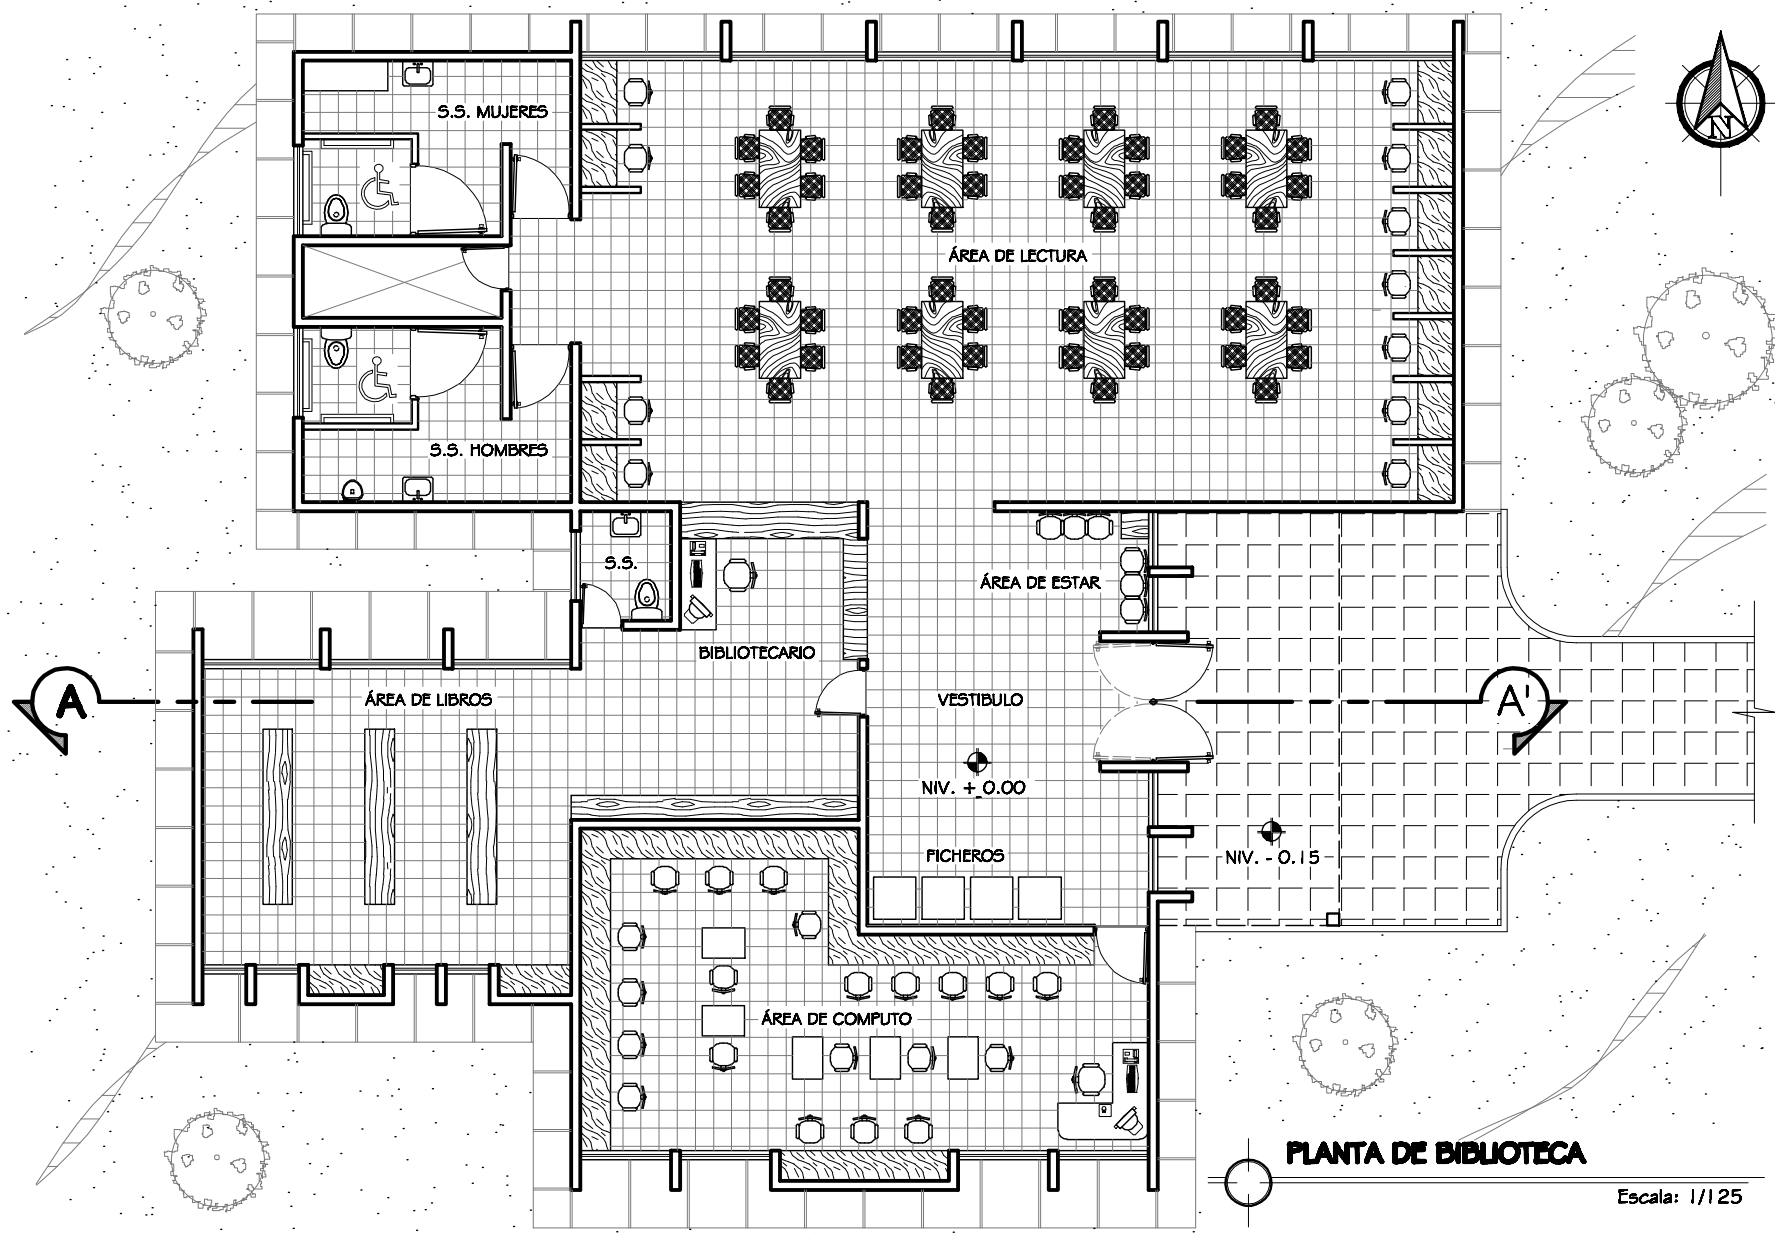 S.S. MUJERES
N
ÁREA DE LECTURA
S.S. HOMBRES
S.S.
ÁREA DE ESTAR
BIBLIOTECARIO
A
ÁREA DE LIBROS
VESTIBULO
A'
NIV. + 0.00
FICHEROS
NIV. - 0.15
ÁREA DE COMPUTO
PLANTA DE BIBLIOTECA
Escala: 1/125